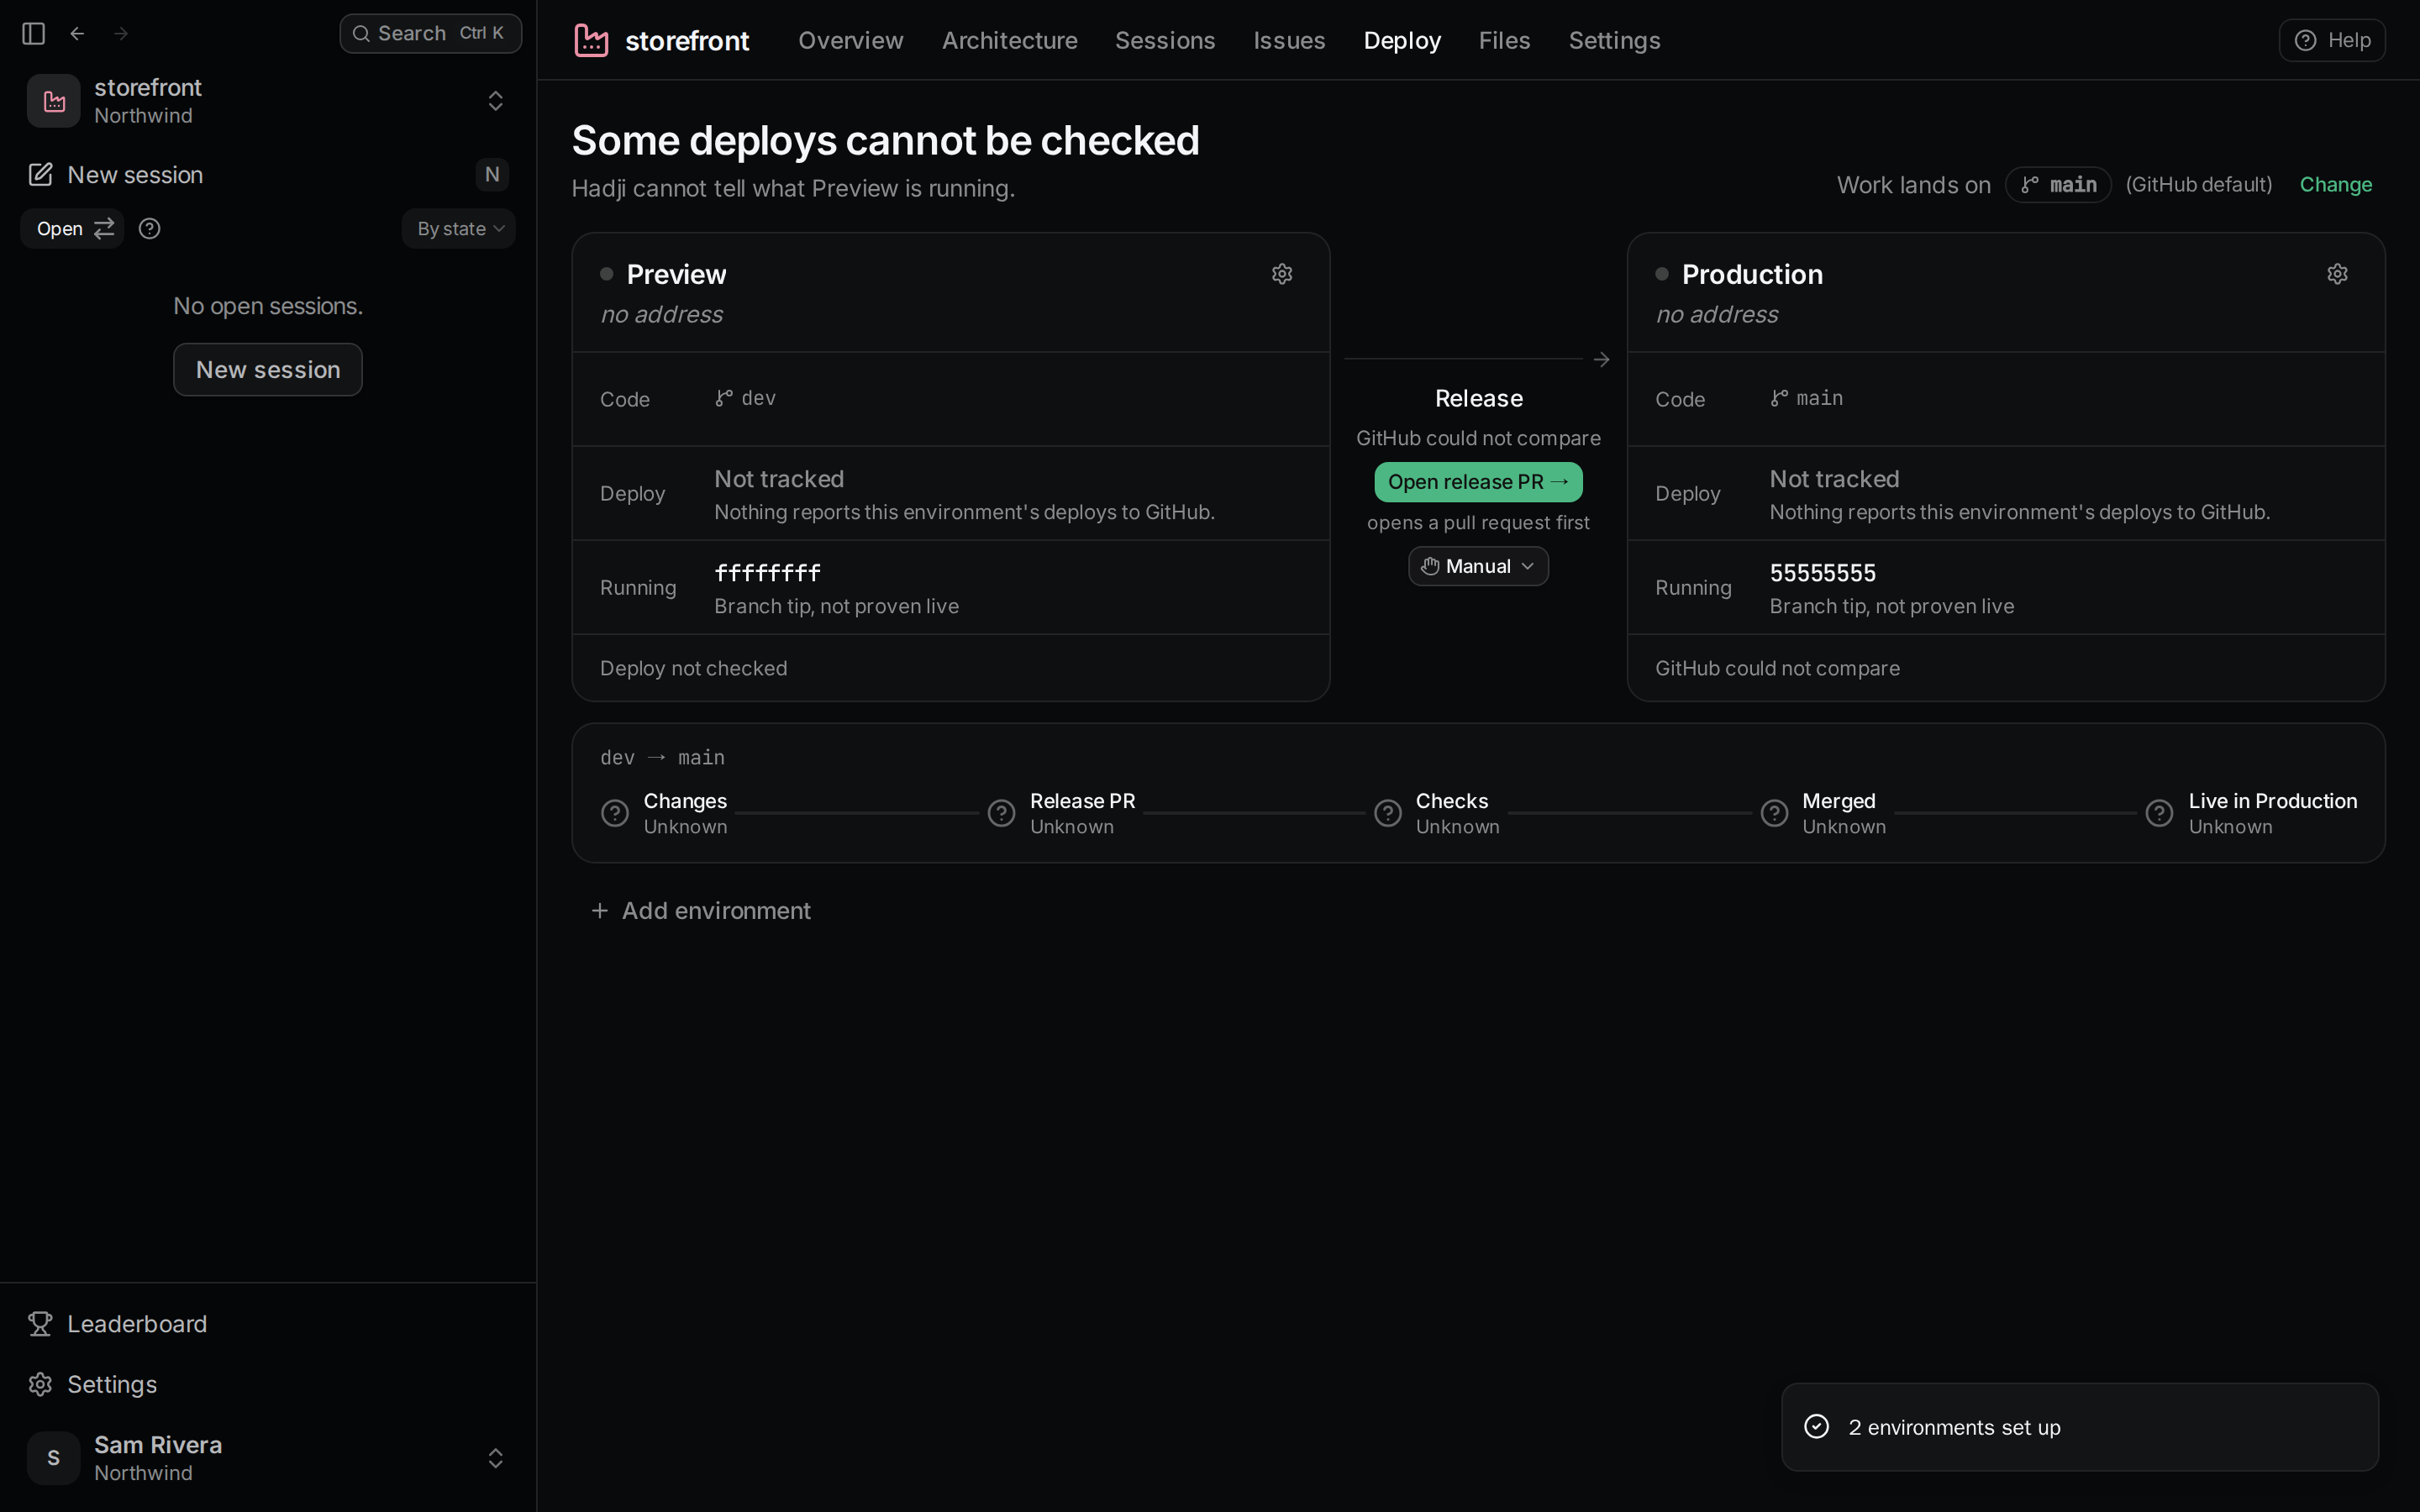 Search Ctrl K
storefront
Northwind
New session N
Open By state
No open sessions.
New session
Leaderboard
Settings
S
Sam Rivera
Northwind
storefront Overview Architecture Sessions Issues Deploy Files Settings Help
Some deploys cannot be checked
Hadji cannot tell what Preview is running.
Work lands on main (GitHub default) Change
Preview
no address
Code dev
Deploy Not tracked
Nothing reports this environment's deploys to GitHub.
Running ffffffff
Branch tip, not proven live
Deploy not checked
Release
GitHub could not compare
Open release PR →
opens a pull request first
Manual
Production
no address
Code main
Deploy Not tracked
Nothing reports this environment's deploys to GitHub.
Running 55555555
Branch tip, not proven live
GitHub could not compare
dev → main
Changes
Unknown
Release PR
Unknown
Checks
Unknown
Merged
Unknown
Live in Production
Unknown
+ Add environment
2 environments set up